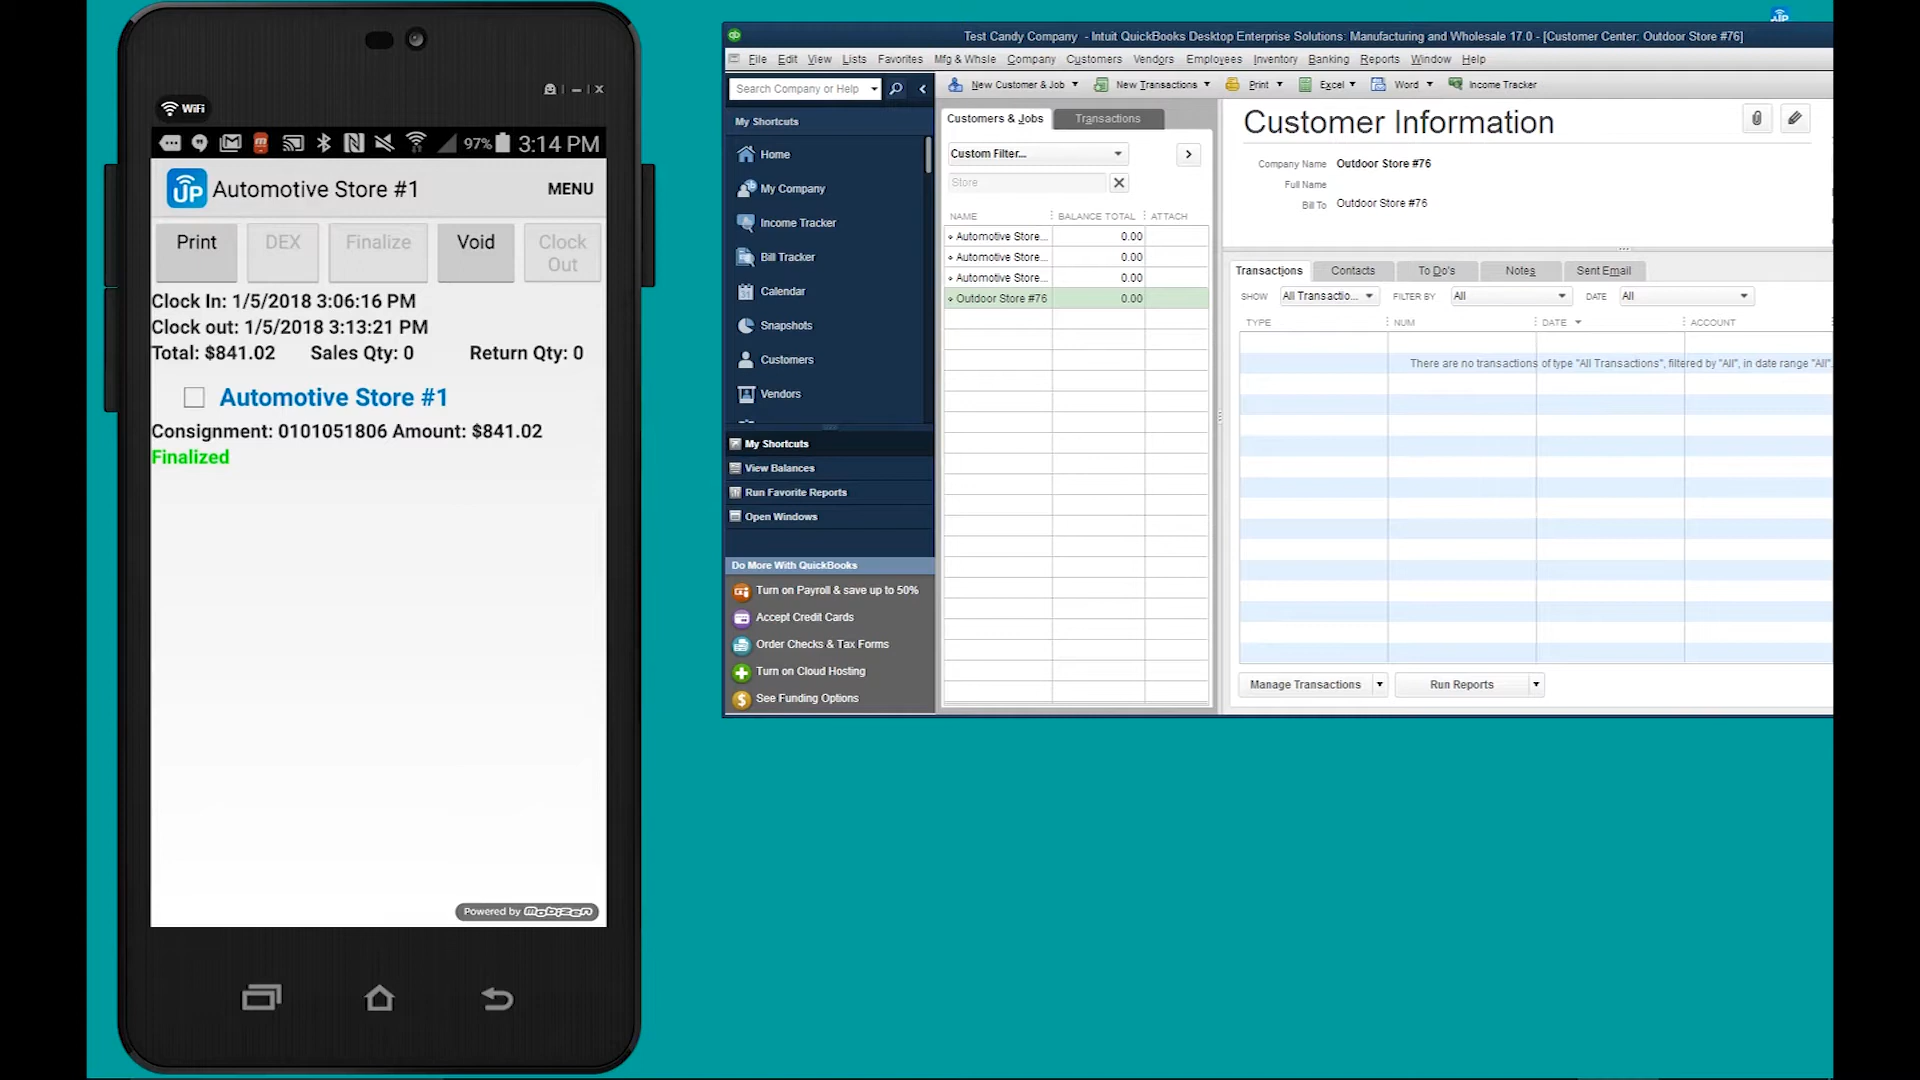 WiFi
97% 3:14 PM
UP Automotive Store #1 MENU
Print DEX Finalize Void Clock Out
Clock In: 1/5/2018 3:06:16 PM
Clock out: 1/5/2018 3:13:21 PM
Total: $841.02 Sales Qty: 0 Return Qty: 0
Automotive Store #1
Consignment: 0101051806 Amount: $841.02
Finalized
Powered by mobizen
UP
qb
Test Candy Company - Intuit QuickBooks Desktop Enterprise Solutions: Manufacturing and Wholesale 17.0 - [Customer Center: Outdoor Store #76]
File Edit View Lists Favorites Mfg & Whsle Company Customers Vendors Employees Inventory Banking Reports Window Help
Search Company or Help
My Shortcuts
Home
My Company
Income Tracker
Bill Tracker
Calendar
Snapshots
Customers
Vendors
My Shortcuts
View Balances
Run Favorite Reports
Open Windows
Do More With QuickBooks
Turn on Payroll & save up to 50%
Accept Credit Cards
Order Checks & Tax Forms
Turn on Cloud Hosting
See Funding Options
New Customer & Job New Transactions Print Excel Word Income Tracker
Customers & Jobs Transactions
Custom Filter...
Store
NAME BALANCE TOTAL ATTACH
Automotive Store... 0.00
Automotive Store... 0.00
Automotive Store... 0.00
Outdoor Store #76 0.00
Customer Information
Company Name Outdoor Store #76
Full Name
Bill To Outdoor Store #76
Transactions Contacts To Do's Notes Sent Email
SHOW All Transactio... FILTER BY All DATE All
TYPE NUM DATE ACCOUNT
There are no transactions of type "All Transactions", filtered by "All", in date range "All".
Manage Transactions Run Reports